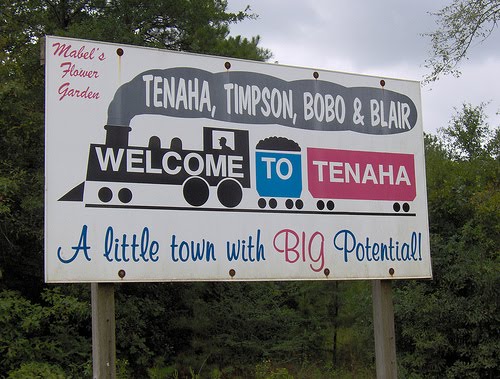 Mabel's
Flower
Garden
TENAHA, TIMPSON, BOBO & BLAIR
WELCOME TO TENAHA
A little town with BIG Potential!